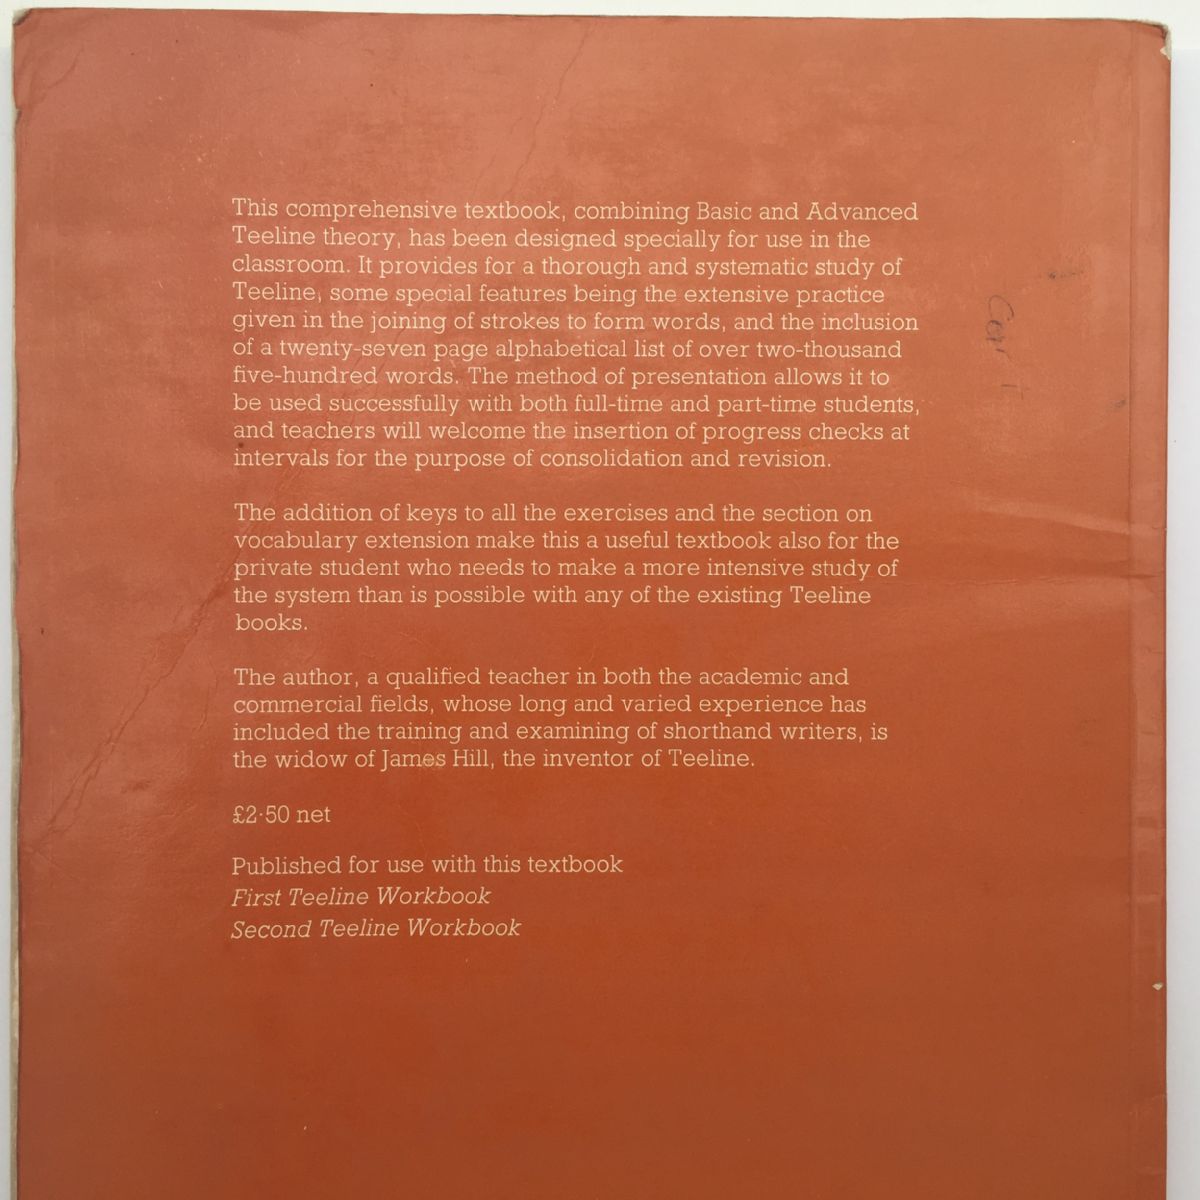 This comprehensive textbook, combining Basic and Advanced
Teeline theory, has been designed specially for use in the
classroom. It provides for a thorough and systematic study of
Teeline, some special features being the extensive practice
given in the joining of strokes to form words, and the inclusion
of a twenty-seven page alphabetical list of over two-thousand
five-hundred words. The method of presentation allows it to
be used successfully with both full-time and part-time students,
and teachers will welcome the insertion of progress checks at
intervals for the purpose of consolidation and revision.
The addition of keys to all the exercises and the section on
vocabulary extension make this a useful textbook also for the
private student who needs to make a more intensive study of
the system than is possible with any of the existing Teeline
books.
The author, a qualified teacher in both the academic and
commercial fields, whose long and varied experience has
included the training and examining of shorthand writers, is
the widow of James Hill, the inventor of Teeline.
£2·50 net
Published for use with this textbook
First Teeline Workbook
Second Teeline Workbook